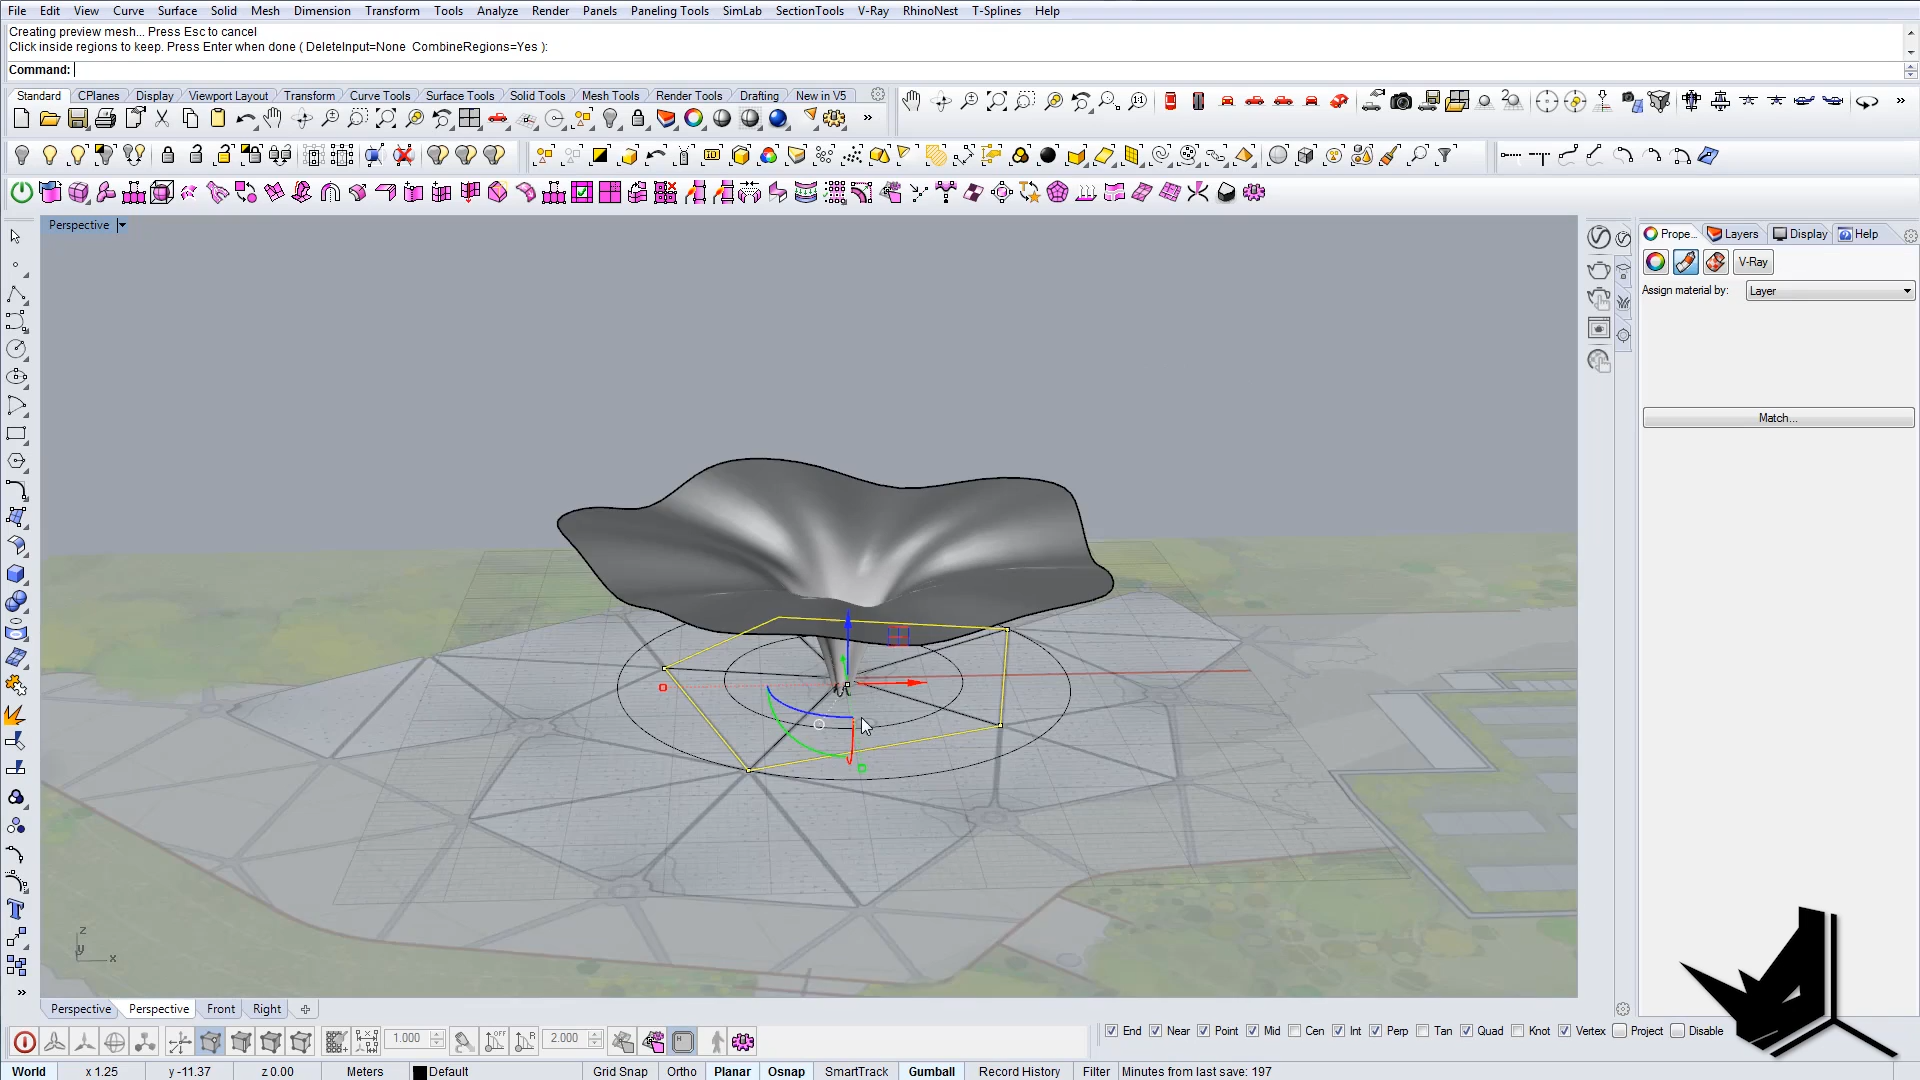 File Edit View Curve Surface Solid Mesh Dimension Transform Tools Analyze Render Panels Paneling Tools SimLab SectionTools V-Ray RhinoNest T-Splines Help
Creating preview mesh... Press Esc to cancel
Click inside regions to keep. Press Enter when done ( DeleteInput=None CombineRegions=Yes ):
Command:
Standard CPlanes Display Viewport Layout Transform Curve Tools Surface Tools Solid Tools Mesh Tools Render Tools Drafting New in V5
Perspective
Prope... Layers Display Help
V-Ray
Assign material by: Layer
Match...
z
y
x
Perspective Perspective Front Right
1.000 2.000
End Near Point Mid Cen Int Perp Tan Quad Knot Vertex Project Disable
World x 1.25 y -11.37 z 0.00 Meters Default Grid Snap Ortho Planar Osnap SmartTrack Gumball Record History Filter Minutes from last save: 197